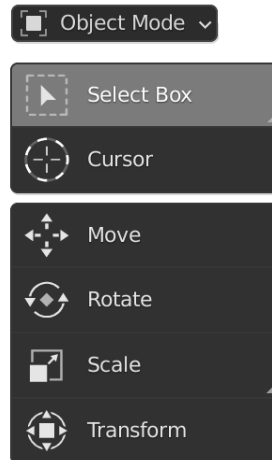 Object Mode
Select Box
Cursor
Move
Rotate
Scale
Transform